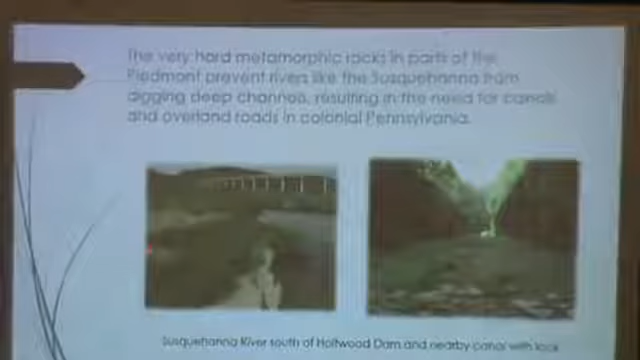 The very hard metamorphic rocks in parts of the
Piedmont prevent rivers like the Susquehanna from
digging deep channels, resulting in the need for canals
and overland roads in colonial Pennsylvania.
Susquehanna River south of Holtwood Dam and nearby canal with lock